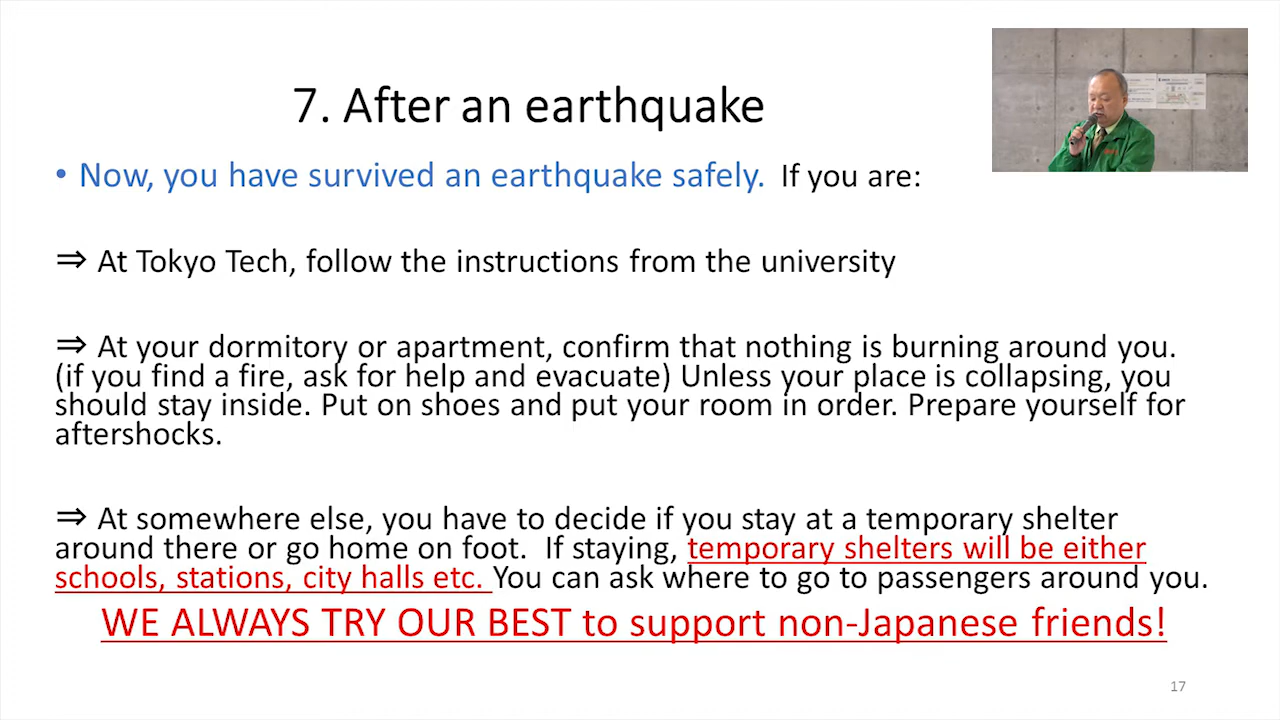 7. After an earthquake
• Now, you have survived an earthquake safely. If you are:
⇒ At Tokyo Tech, follow the instructions from the university
⇒ At your dormitory or apartment, confirm that nothing is burning around you.
(if you find a fire, ask for help and evacuate) Unless your place is collapsing, you
should stay inside. Put on shoes and put your room in order. Prepare yourself for
aftershocks.
⇒ At somewhere else, you have to decide if you stay at a temporary shelter
around there or go home on foot. If staying, temporary shelters will be either
schools, stations, city halls etc. You can ask where to go to passengers around you.
WE ALWAYS TRY OUR BEST to support non-Japanese friends!
17